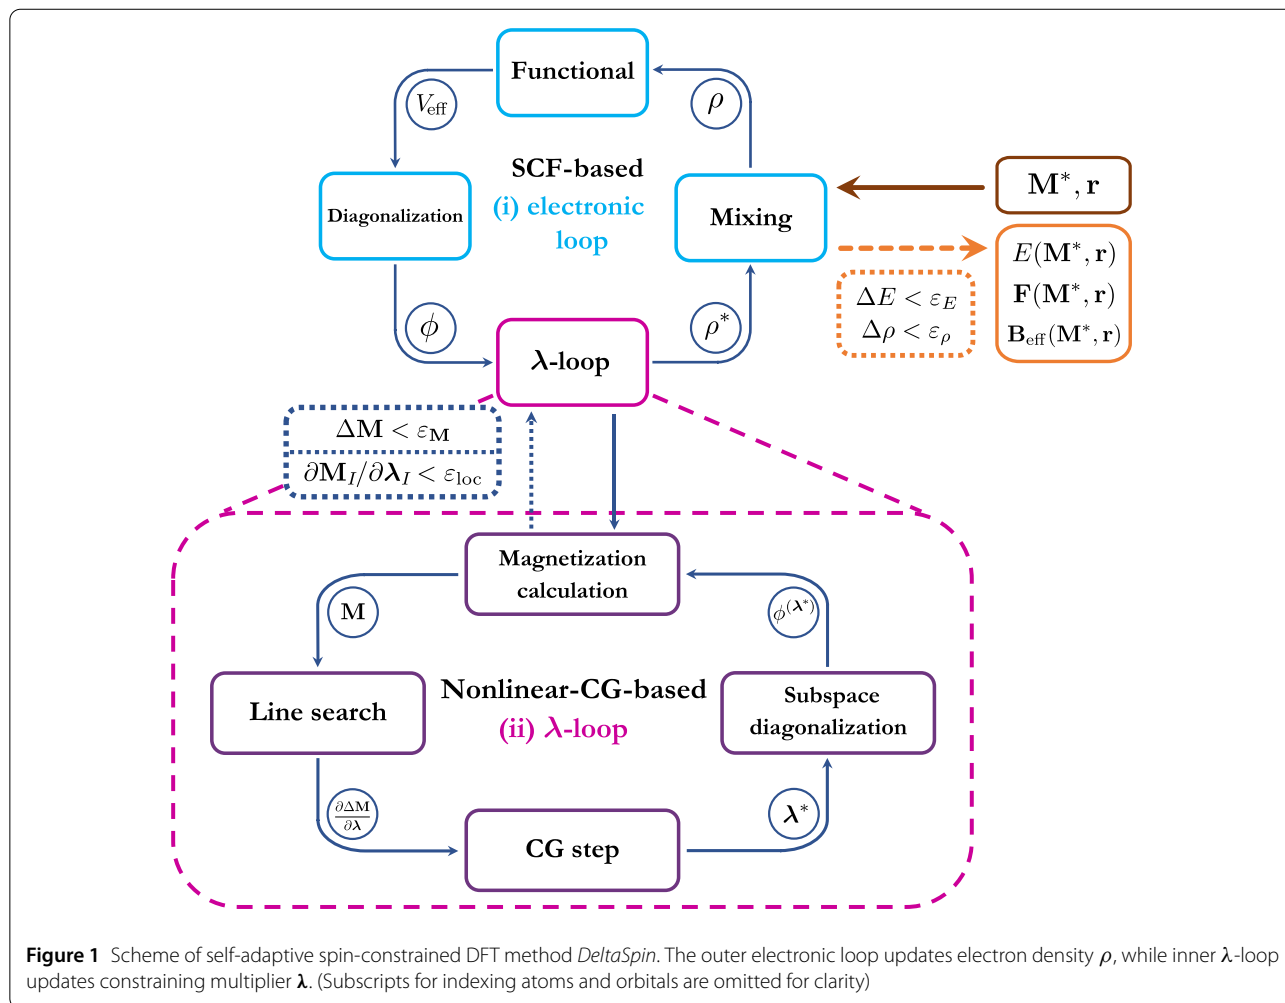 Functional
V_eff
ρ
SCF-based
(i) electronic
loop
Diagonalization
Mixing
M*, r
E(M*, r)
F(M*, r)
B_eff(M*, r)
ΔE < ε_E
Δρ < ε_ρ
ϕ
ρ*
λ-loop
ΔM < ε_M
∂M_I/∂λ_I < ε_loc
Magnetization
calculation
M
ϕ^(λ*)
Line search
Nonlinear-CG-based
(ii) λ-loop
Subspace
diagonalization
∂ΔM
∂λ
CG step
λ*
Figure 1 Scheme of self-adaptive spin-constrained DFT method DeltaSpin. The outer electronic loop updates electron density ρ, while inner λ-loop
updates constraining multiplier λ. (Subscripts for indexing atoms and orbitals are omitted for clarity)